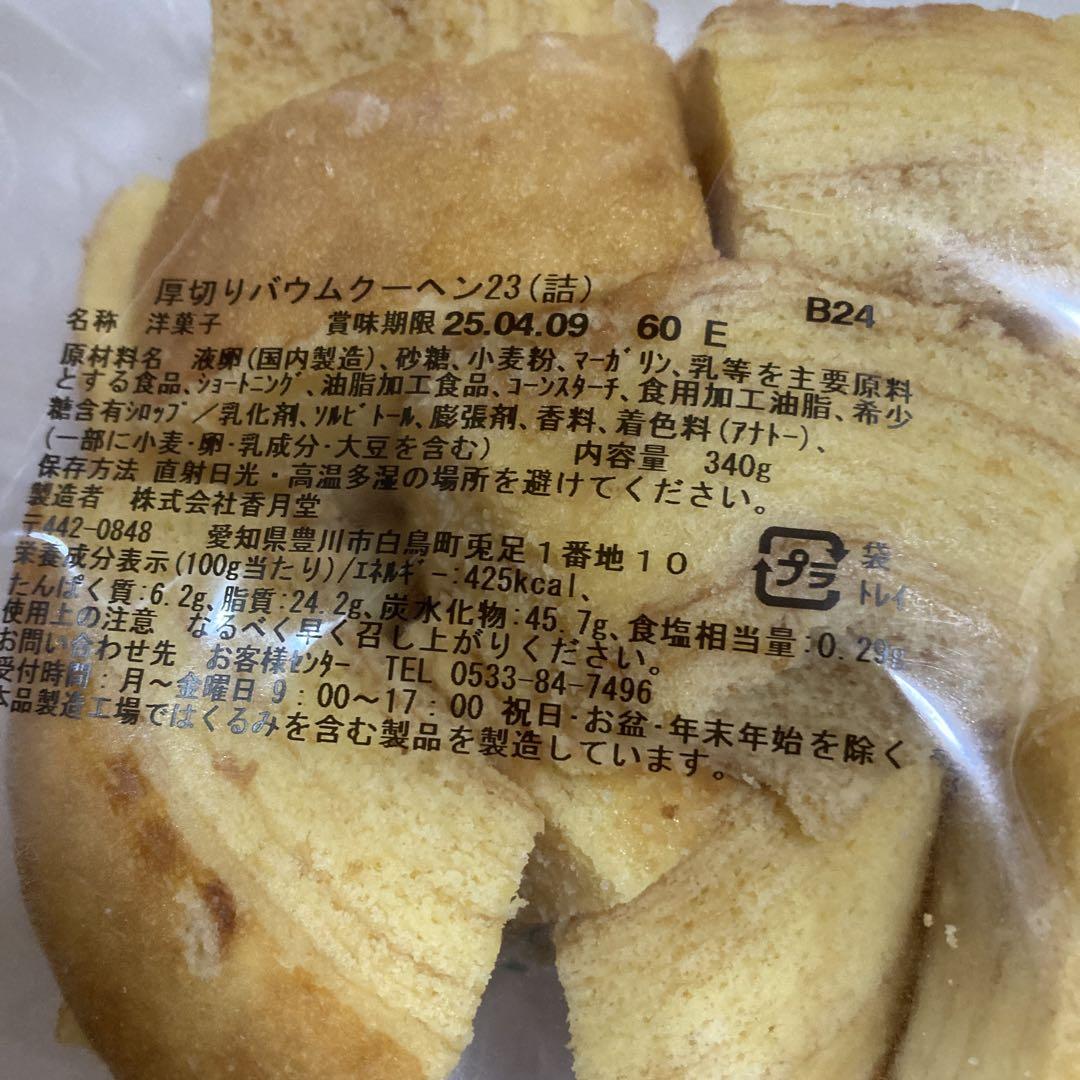 厚切りバウムクーヘン23(詰)
名称 洋菓子 賞味期限 25.04.09 60 E B24
原材料名 液卵(国内製造)、砂糖、小麦粉、ﾏｰｶﾞﾘﾝ、乳等を主要原料
とする食品、ｼｮｰﾄﾆﾝｸﾞ、油脂加工食品、ｺｰﾝｽﾀｰﾁ、食用加工油脂、希少
糖含有ｼﾛｯﾌﾟ／乳化剤、ｿﾙﾋﾞﾄｰﾙ、膨張剤、香料、着色料(ｱﾅﾄｰ)、
(一部に小麦・卵・乳成分・大豆を含む) 内容量 340g
保存方法 直射日光・高温多湿の場所を避けてください。
製造者 株式会社香月堂
〒442-0848 愛知県豊川市白鳥町兎足１番地１０
栄養成分表示(100g当たり)/ｴﾈﾙｷﾞｰ:425kcal、
たんぱく質:6.2g、脂質:24.2g、炭水化物:45.7g、食塩相当量:0.29g
使用上の注意 なるべく早く召し上がりください。
お問い合わせ先 お客様ｾﾝﾀｰ TEL 0533-84-7496
受付時間:月～金曜日 9:00～17:00 祝日・お盆・年末年始を除く
本品製造工場ではくるみを含む製品を製造しています。
プラ
袋
ﾄﾚｲ